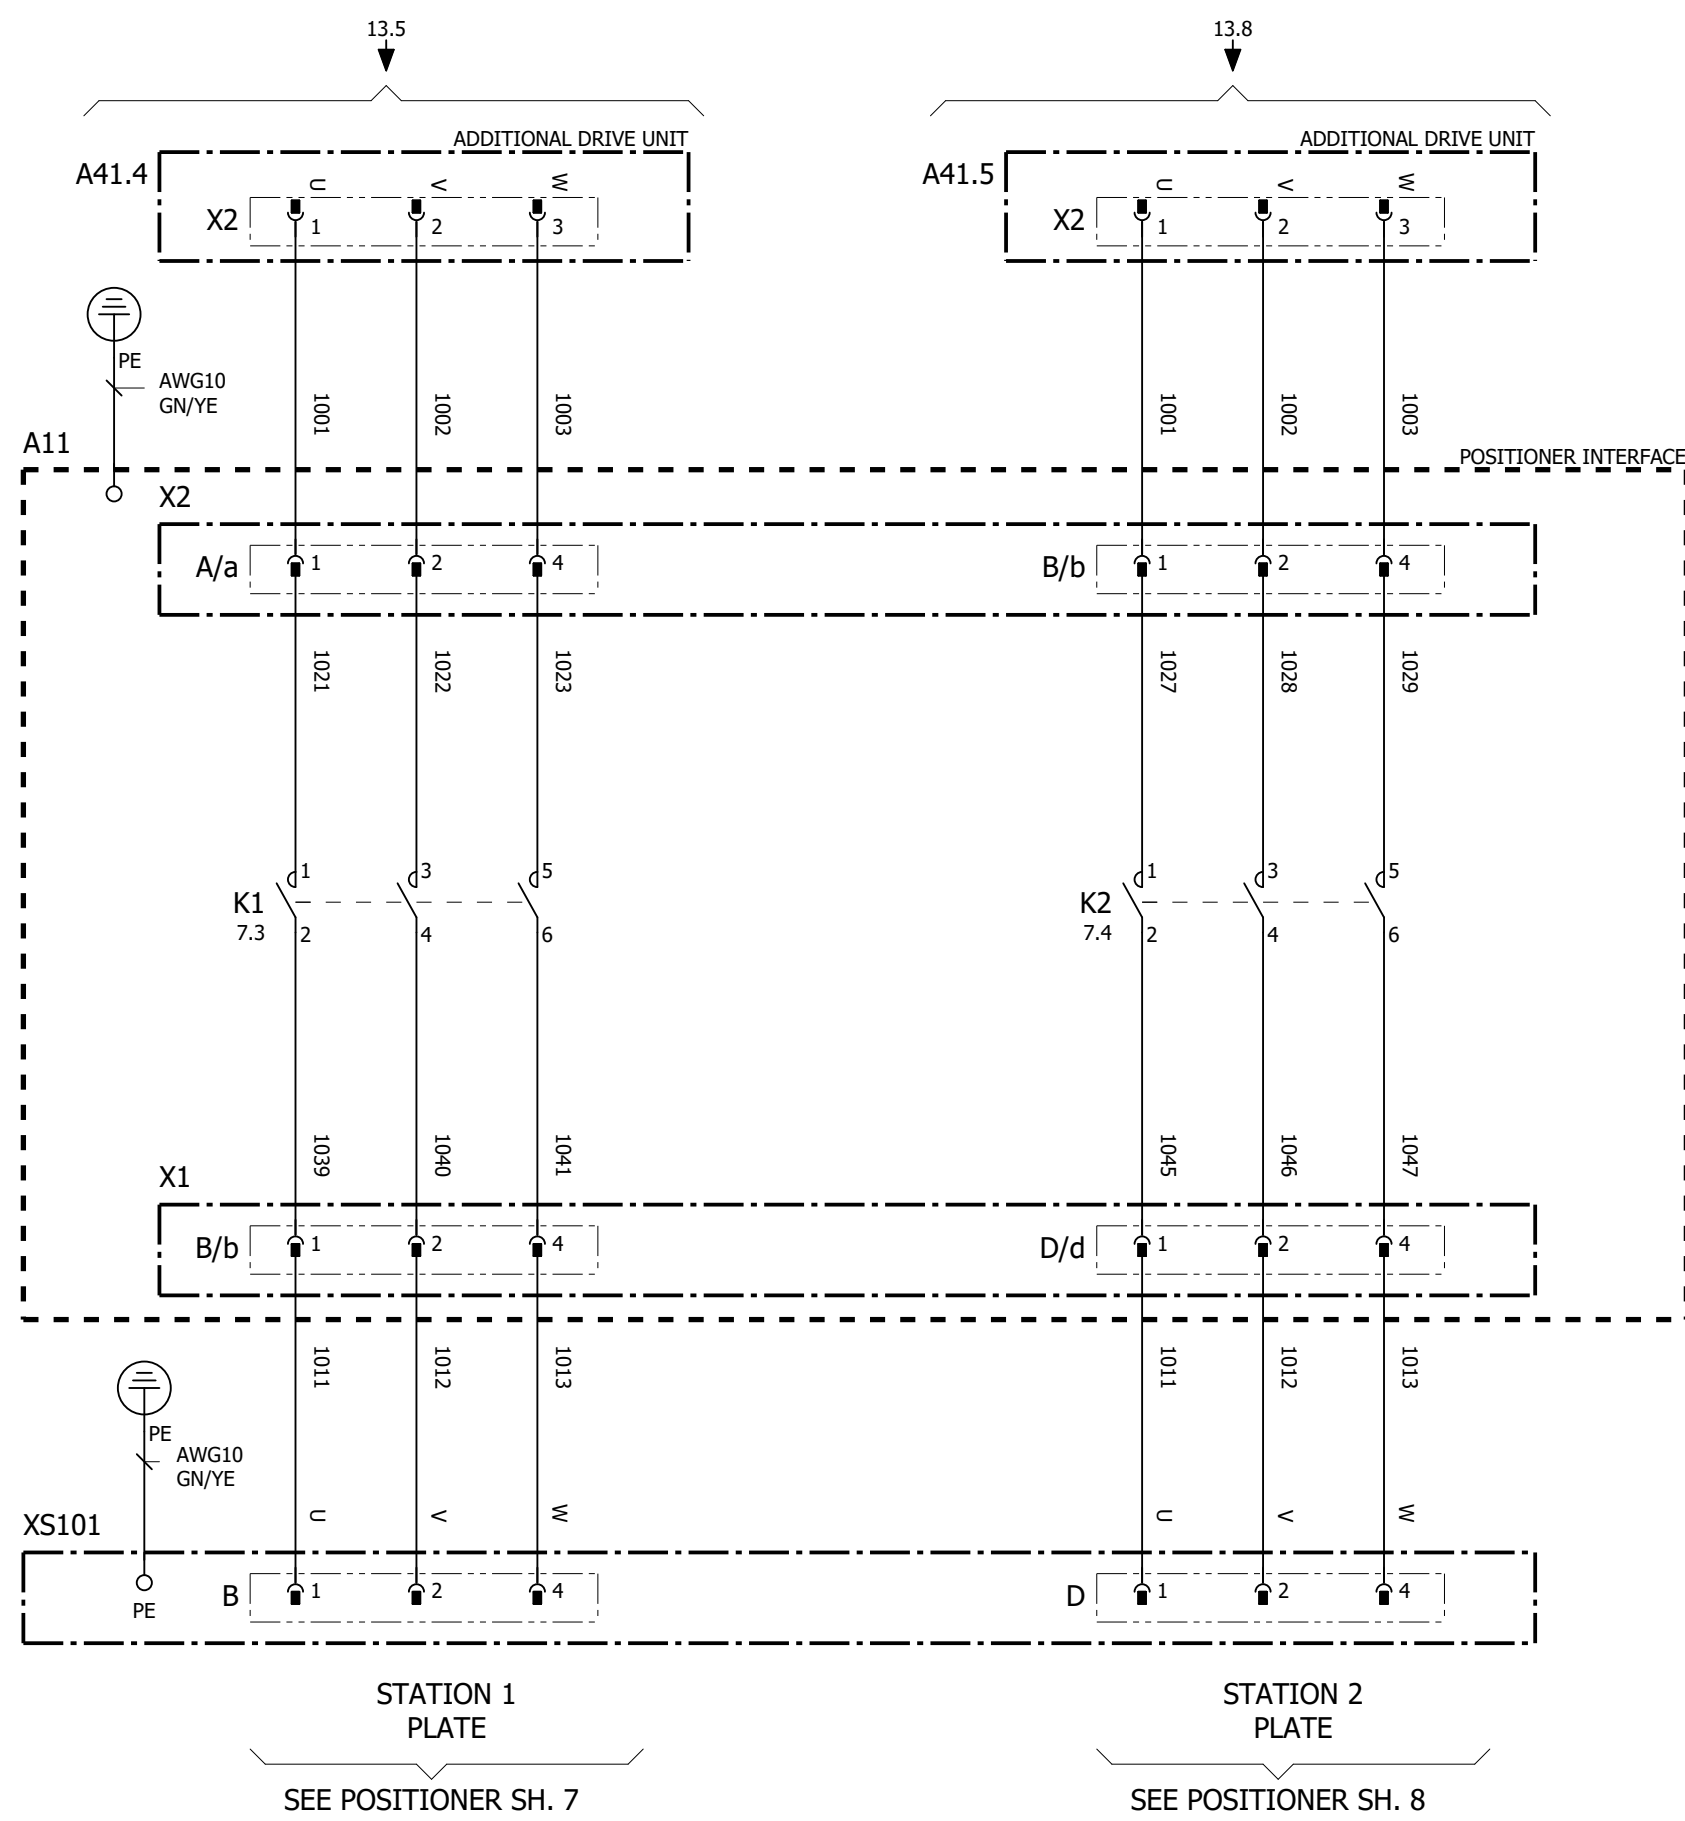 13.5 13.8
ADDITIONAL DRIVE UNIT ADDITIONAL DRIVE UNIT
A41.4 U V W A41.5 U V W
X2 1 2 3 X2 1 2 3
PE
AWG10
GN/YE
1001 1002 1003 1001 1002 1003
A11 POSITIONER INTERFACE
X2
A/a 1 2 4 B/b 1 2 4
1021 1022 1023 1027 1028 1029
1 3 5 1 3 5
K1 K2
7.3 2 4 6 7.4 2 4 6
1039 1040 1041 1045 1046 1047
X1
B/b 1 2 4 D/d 1 2 4
1011 1012 1013 1011 1012 1013
PE
AWG10
GN/YE
U V W U V W
XS101
B 1 2 4 D 1 2 4
PE
STATION 1 STATION 2
PLATE PLATE
SEE POSITIONER SH. 7 SEE POSITIONER SH. 8